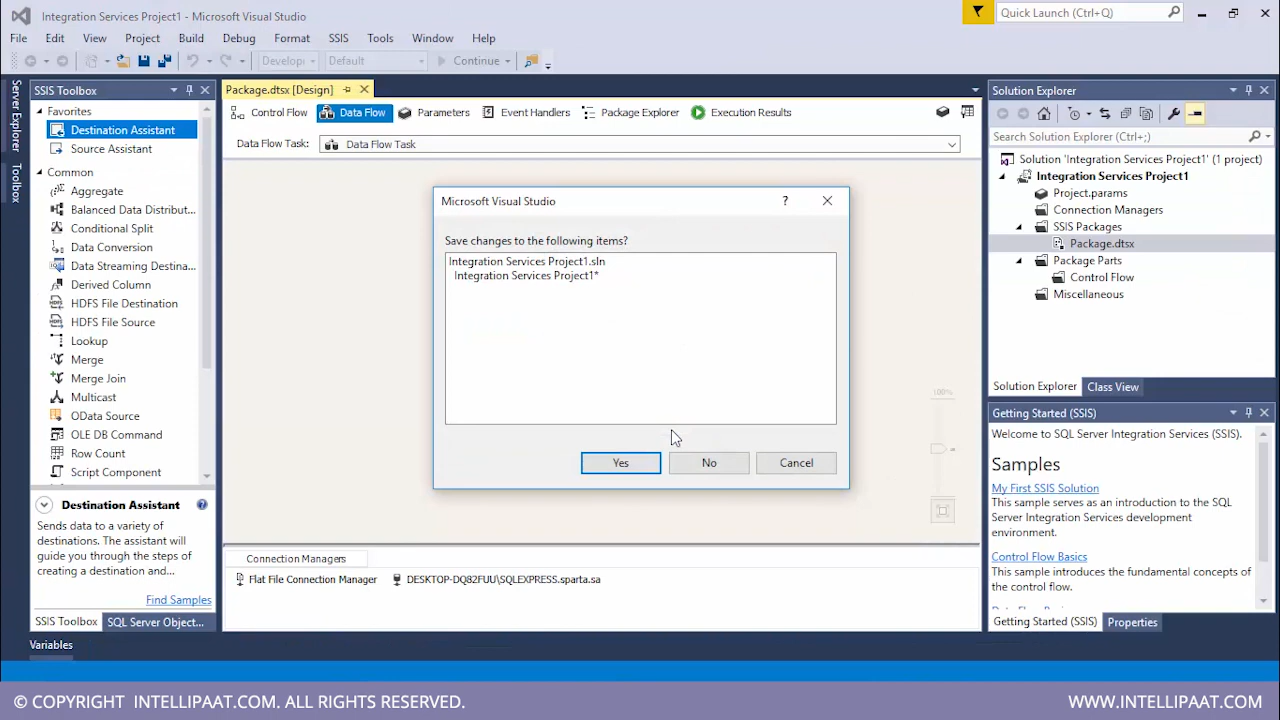 Integration Services Project1 - Microsoft Visual Studio
Quick Launch (Ctrl+Q)
File Edit View Project Build Debug Format SSIS Tools Window Help
Develop Default Continue
Server Explorer
Toolbox
SSIS Toolbox
Favorites
Destination Assistant
Source Assistant
Common
Aggregate
Balanced Data Distribut...
Conditional Split
Data Conversion
Data Streaming Destinat...
Derived Column
HDFS File Destination
HDFS File Source
Lookup
Merge
Merge Join
Multicast
OData Source
OLE DB Command
Row Count
Script Component
Destination Assistant
Sends data to a variety of
destinations. The assistant will
guide you through the steps of
creating a destination and...
Find Samples
SSIS Toolbox SQL Server Object...
Variables
Package.dtsx [Design]
Control Flow Data Flow Parameters Event Handlers Package Explorer Execution Results
Data Flow Task: Data Flow Task
Microsoft Visual Studio
?
Save changes to the following items?
Integration Services Project1.sln
Integration Services Project1*
Yes No Cancel
100%
Connection Managers
Flat File Connection Manager DESKTOP-DQ82FUU\SQLEXPRESS.sparta.sa
Solution Explorer
Search Solution Explorer (Ctrl+;)
Solution 'Integration Services Project1' (1 project)
Integration Services Project1
Project.params
Connection Managers
SSIS Packages
Package.dtsx
Package Parts
Control Flow
Miscellaneous
Solution Explorer Class View
Getting Started (SSIS)
Welcome to SQL Server Integration Services (SSIS).
Samples
My First SSIS Solution
This sample serves as an introduction to the SQL
Server Integration Services development
environment.
Control Flow Basics
This sample introduces the fundamental concepts of
the control flow.
Getting Started (SSIS) Properties
© COPYRIGHT INTELLIPAAT.COM. ALL RIGHTS RESERVED.
WWW.INTELLIPAAT.COM